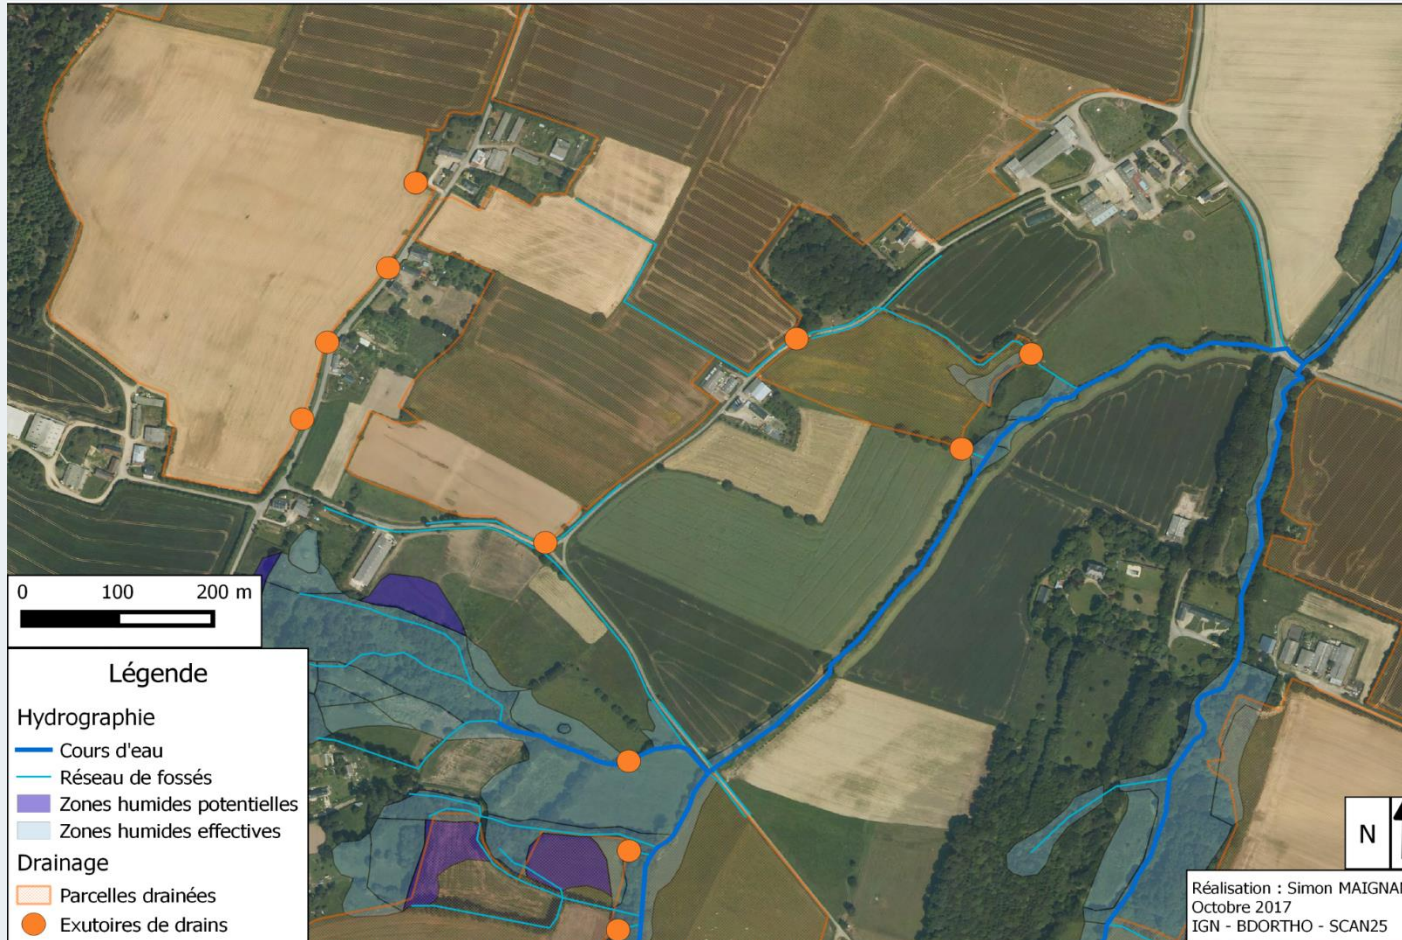 0 100 200 m
Légende
Hydrographie
Cours d'eau
Réseau de fossés
Zones humides potentielles
Zones humides effectives
Drainage
Parcelles drainées
Exutoires de drains
N
Réalisation : Simon MAIGNAN
Octobre 2017
IGN - BDORTHO - SCAN25